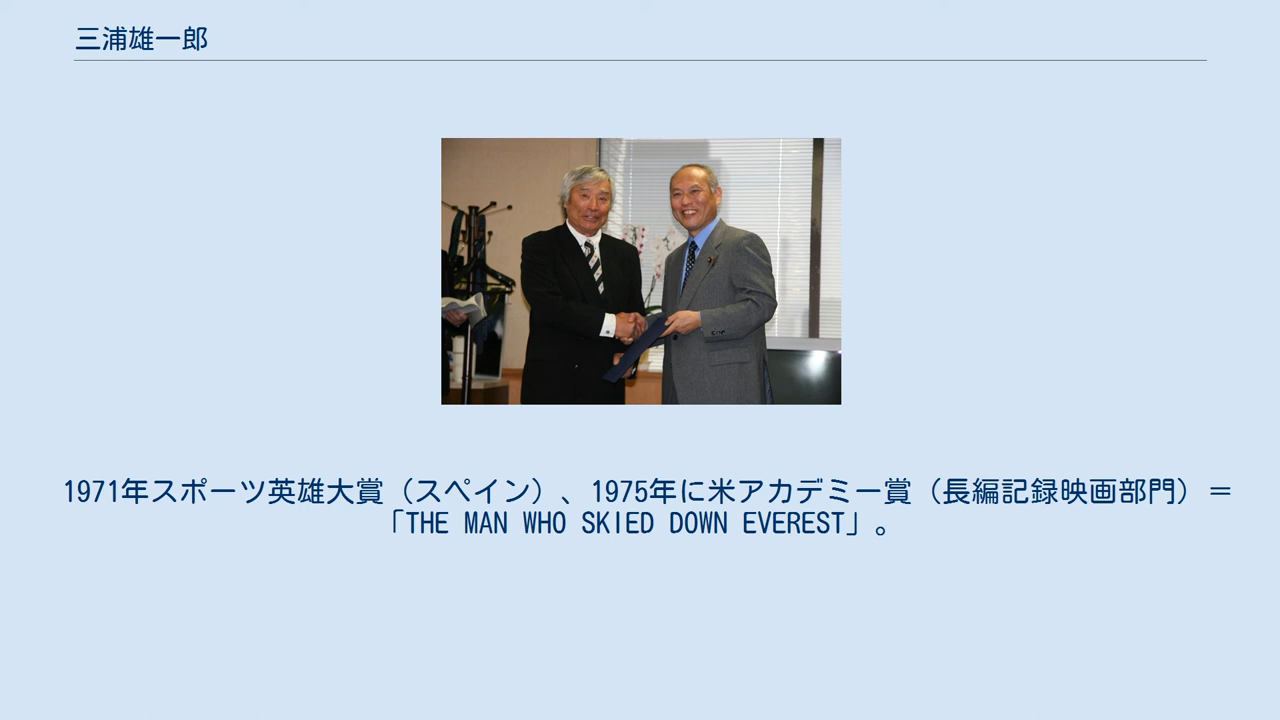 三浦雄一郎
1971年スポーツ英雄大賞（スペイン）、1975年に米アカデミー賞（長編記録映画部門）＝
「THE MAN WHO SKIED DOWN EVEREST」。